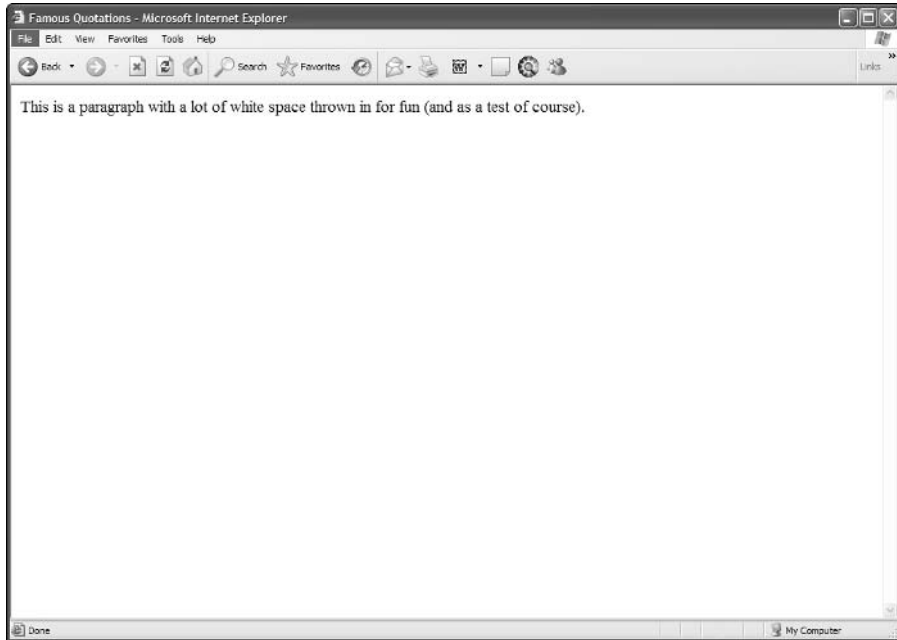 Famous Quotations - Microsoft Internet Explorer
File Edit View Favorites Tools Help
Back Search Favorites W Links »
This is a paragraph with a lot of white space thrown in for fun (and as a test of course).
Done My Computer